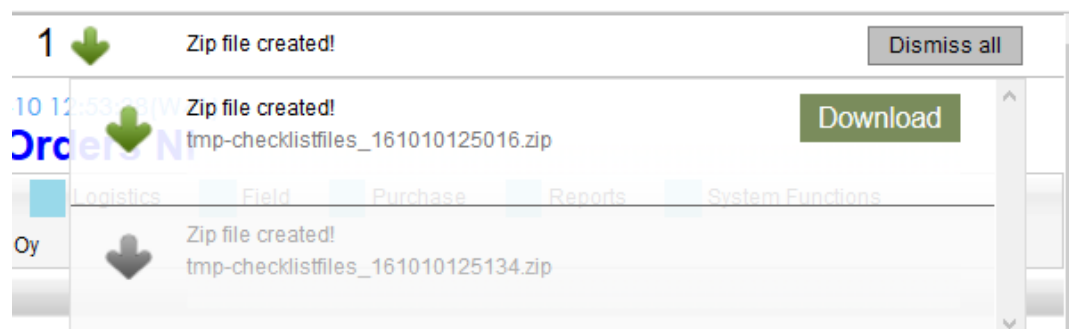 1 Zip file created! Dismiss all
Zip file created! Download
tmp-checklistfiles_161010125016.zip
Logistics Field Purchase Reports System Functions
Oy
Zip file created!
tmp-checklistfiles_161010125134.zip